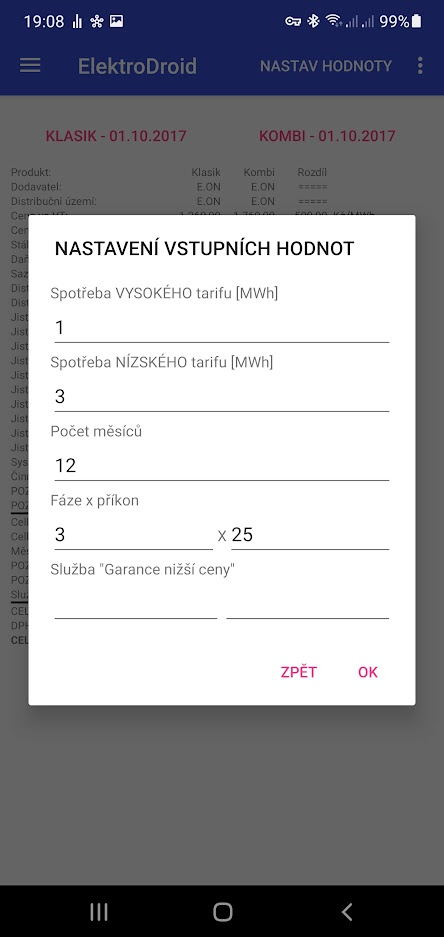 19:08 99%
ElektroDroid NASTAV HODNOTY
KLASIK - 01.10.2017 KOMBI - 01.10.2017
Produkt: Klasik Kombi Rozdíl
Dodavatel: E.ON E.ON =====
Distribuční území: E.ON E.ON =====
NASTAVENÍ VSTUPNÍCH HODNOT
Spotřeba VYSOKÉHO tarifu [MWh]
1
Spotřeba NÍZSKÉHO tarifu [MWh]
3
Počet měsíců
12
Fáze x příkon
3 X 25
Služba "Garance nižší ceny"
ZPĚT OK